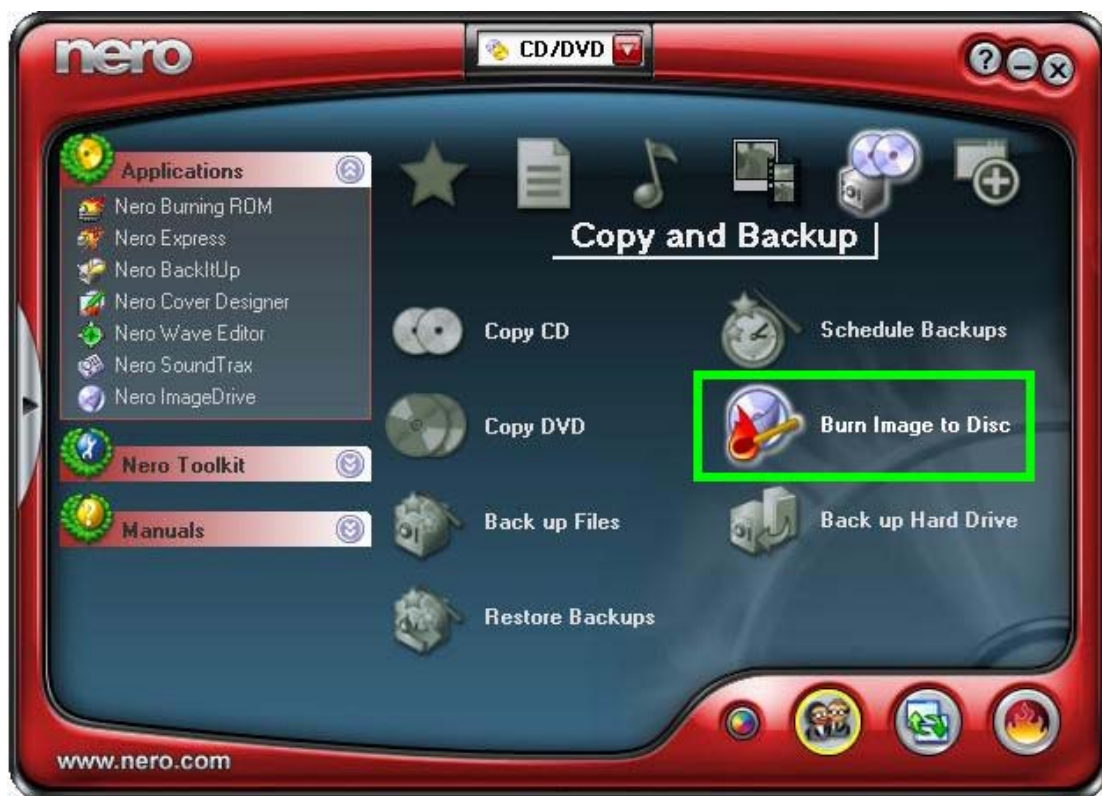 nero
CD/DVD
?
Applications
Nero Burning ROM
Nero Express
Nero BackItUp
Nero Cover Designer
Nero Wave Editor
Nero SoundTrax
Nero ImageDrive
Nero Toolkit
Manuals
Copy and Backup
Copy CD
Schedule Backups
Copy DVD
Burn Image to Disc
Back up Files
Back up Hard Drive
Restore Backups
www.nero.com